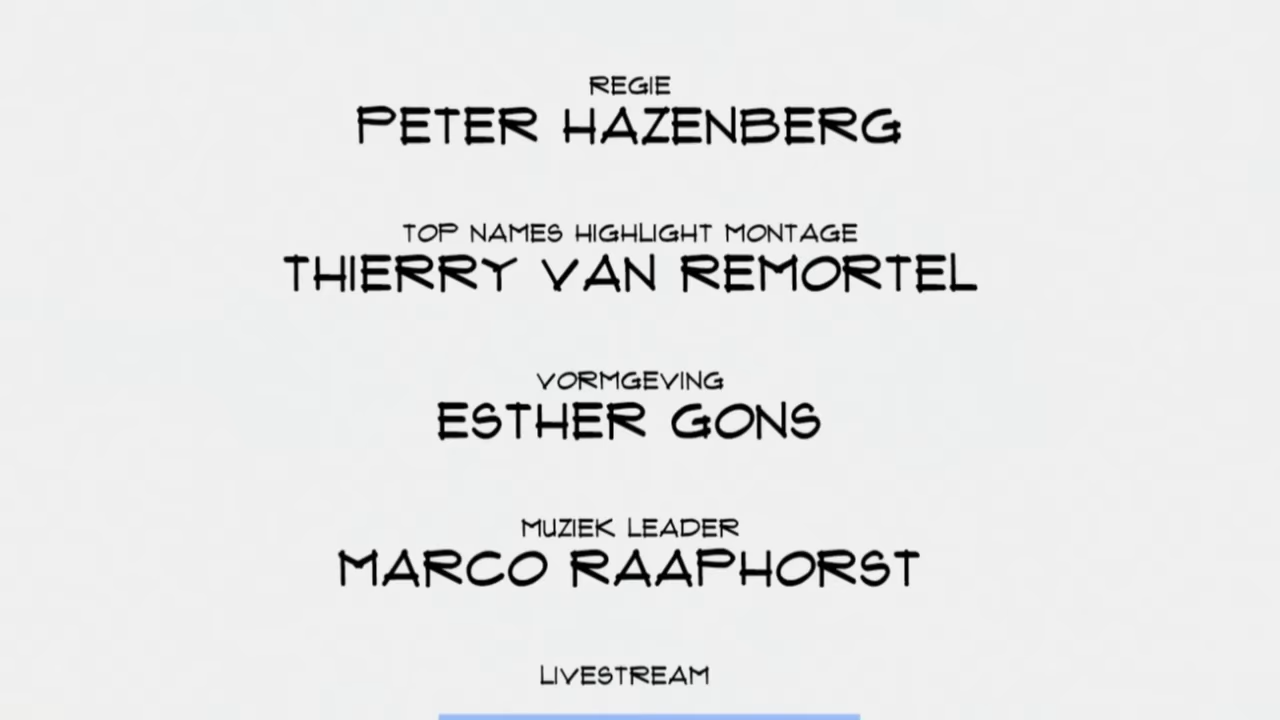 REGIE
PETER HAZENBERG
TOP NAMES HIGHLIGHT MONTAGE
THIERRY VAN REMORTEL
VORMGEVING
ESTHER GONS
MUZIEK LEADER
MARCO RAAPHORST
LIVESTREAM